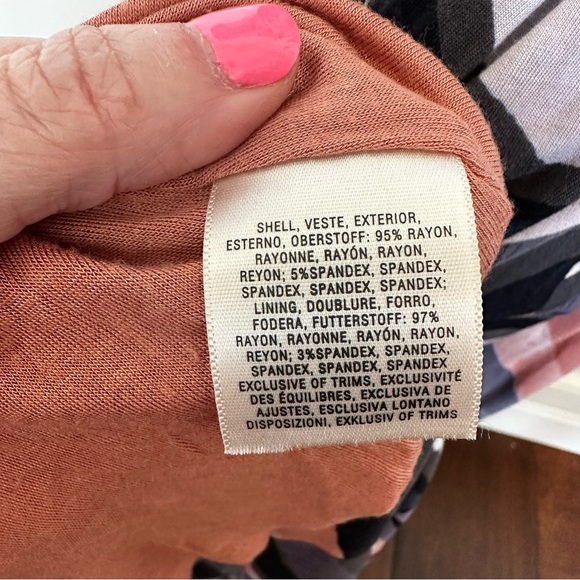 SHELL, VESTE, EXTERIOR,
ESTERNO, OBERSTOFF: 95% RAYON,
RAYONNE, RAYÓN, RAYON,
REYON; 5%SPANDEX, SPANDEX,
SPANDEX, SPANDEX, SPANDEX;
LINING, DOUBLURE, FORRO,
FODERA, FUTTERSTOFF: 97%
RAYON, RAYONNE, RAYÓN, RAYON,
REYON; 3%SPANDEX, SPANDEX,
SPANDEX, SPANDEX, SPANDEX
EXCLUSIVE OF TRIMS, EXCLUSIVITÉ
DES ÉQUILIBRES, EXCLUSIVA DE
AJUSTES, ESCLUSIVA LONTANO
DISPOSIZIONI, EXKLUSIV OF TRIMS